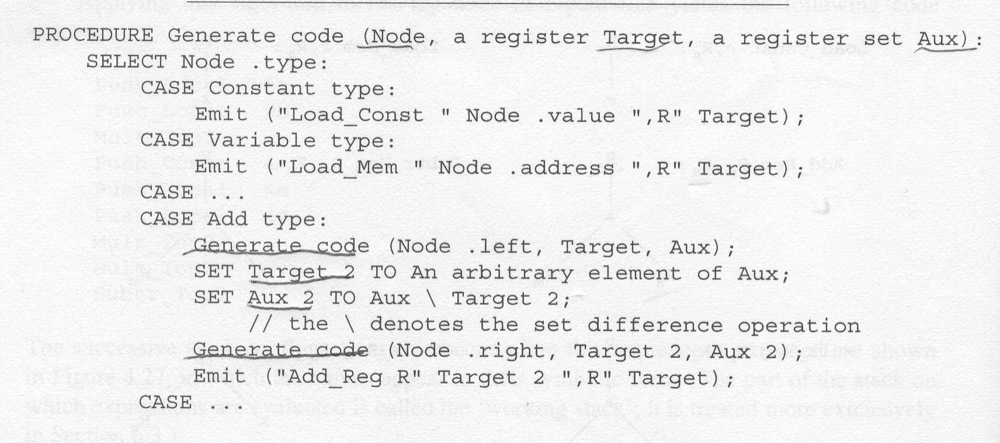 PROCEDURE Generate code (Node, a register Target, a register set Aux):
SELECT Node .type:
CASE Constant type:
Emit ("Load_Const " Node .value ",R" Target);
CASE Variable type:
Emit ("Load_Mem " Node .address ",R" Target);
CASE ...
CASE Add type:
Generate code (Node .left, Target, Aux);
SET Target 2 TO An arbitrary element of Aux;
SET Aux 2 TO Aux \ Target 2;
// the \ denotes the set difference operation
Generate code (Node .right, Target 2, Aux 2);
Emit ("Add_Reg R" Target 2 ",R" Target);
CASE ...